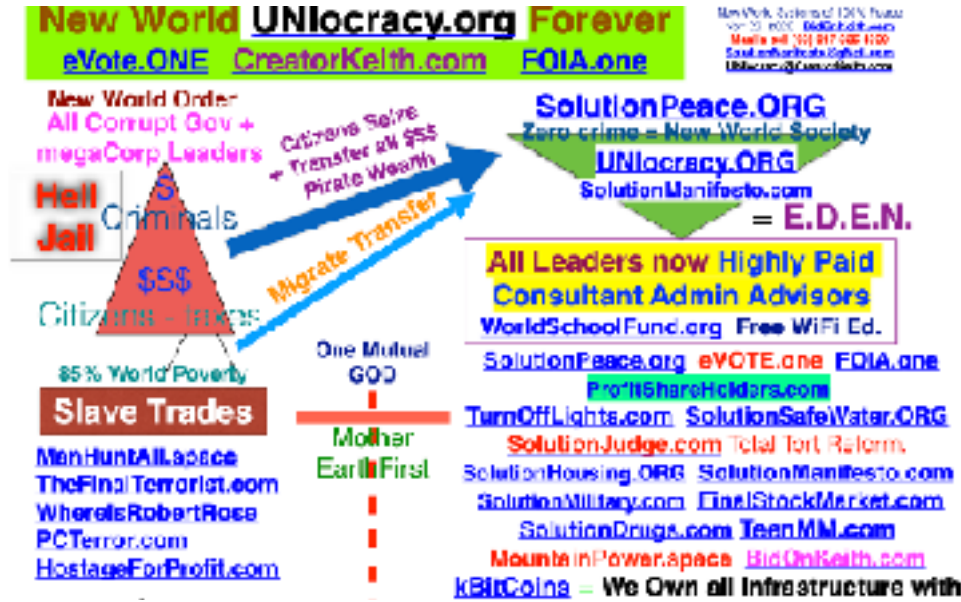 New World UNIocracy.org Forever
eVote.ONE CreatorKeith.com FOIA.one
New World Order
All Corrupt Gov +
megaCorp Leaders
Hell
Jail
$
Criminals
$$$
Citizens - taxes
85% World Poverty
Slave Trades
ManHuntAll.space
TheFinalTerrorist.com
WhereIsRobertRose
PCTerror.com
HostageForProfit.com
Citizens Seize
+ Transfer all $$$
Pirate Wealth
Migrate Transfer
One Mutual
GOD
Mother
EarthFirst
SolutionPeace.ORG
Zero crime = New World Society
UNIocracy.ORG
SolutionManifesto.com
= E.D.E.N.
All Leaders now Highly Paid
Consultant Admin Advisors
WorldSchoolFund.org Free WiFi Ed.
SolutionPeace.org eVOTE.one FOIA.one
ProfitShareHolders.com
TurnOffLights.com SolutionSafeWater.ORG
SolutionJudge.com Total Tort Reform.
SolutionHousing.ORG SolutionManifesto.com
SolutionMilitary.com FinalStockMarket.com
SolutionDrugs.com TeenMM.com
MountainPower.space BidOnKeith.com
kBitCoins = We Own all Infrastructure with